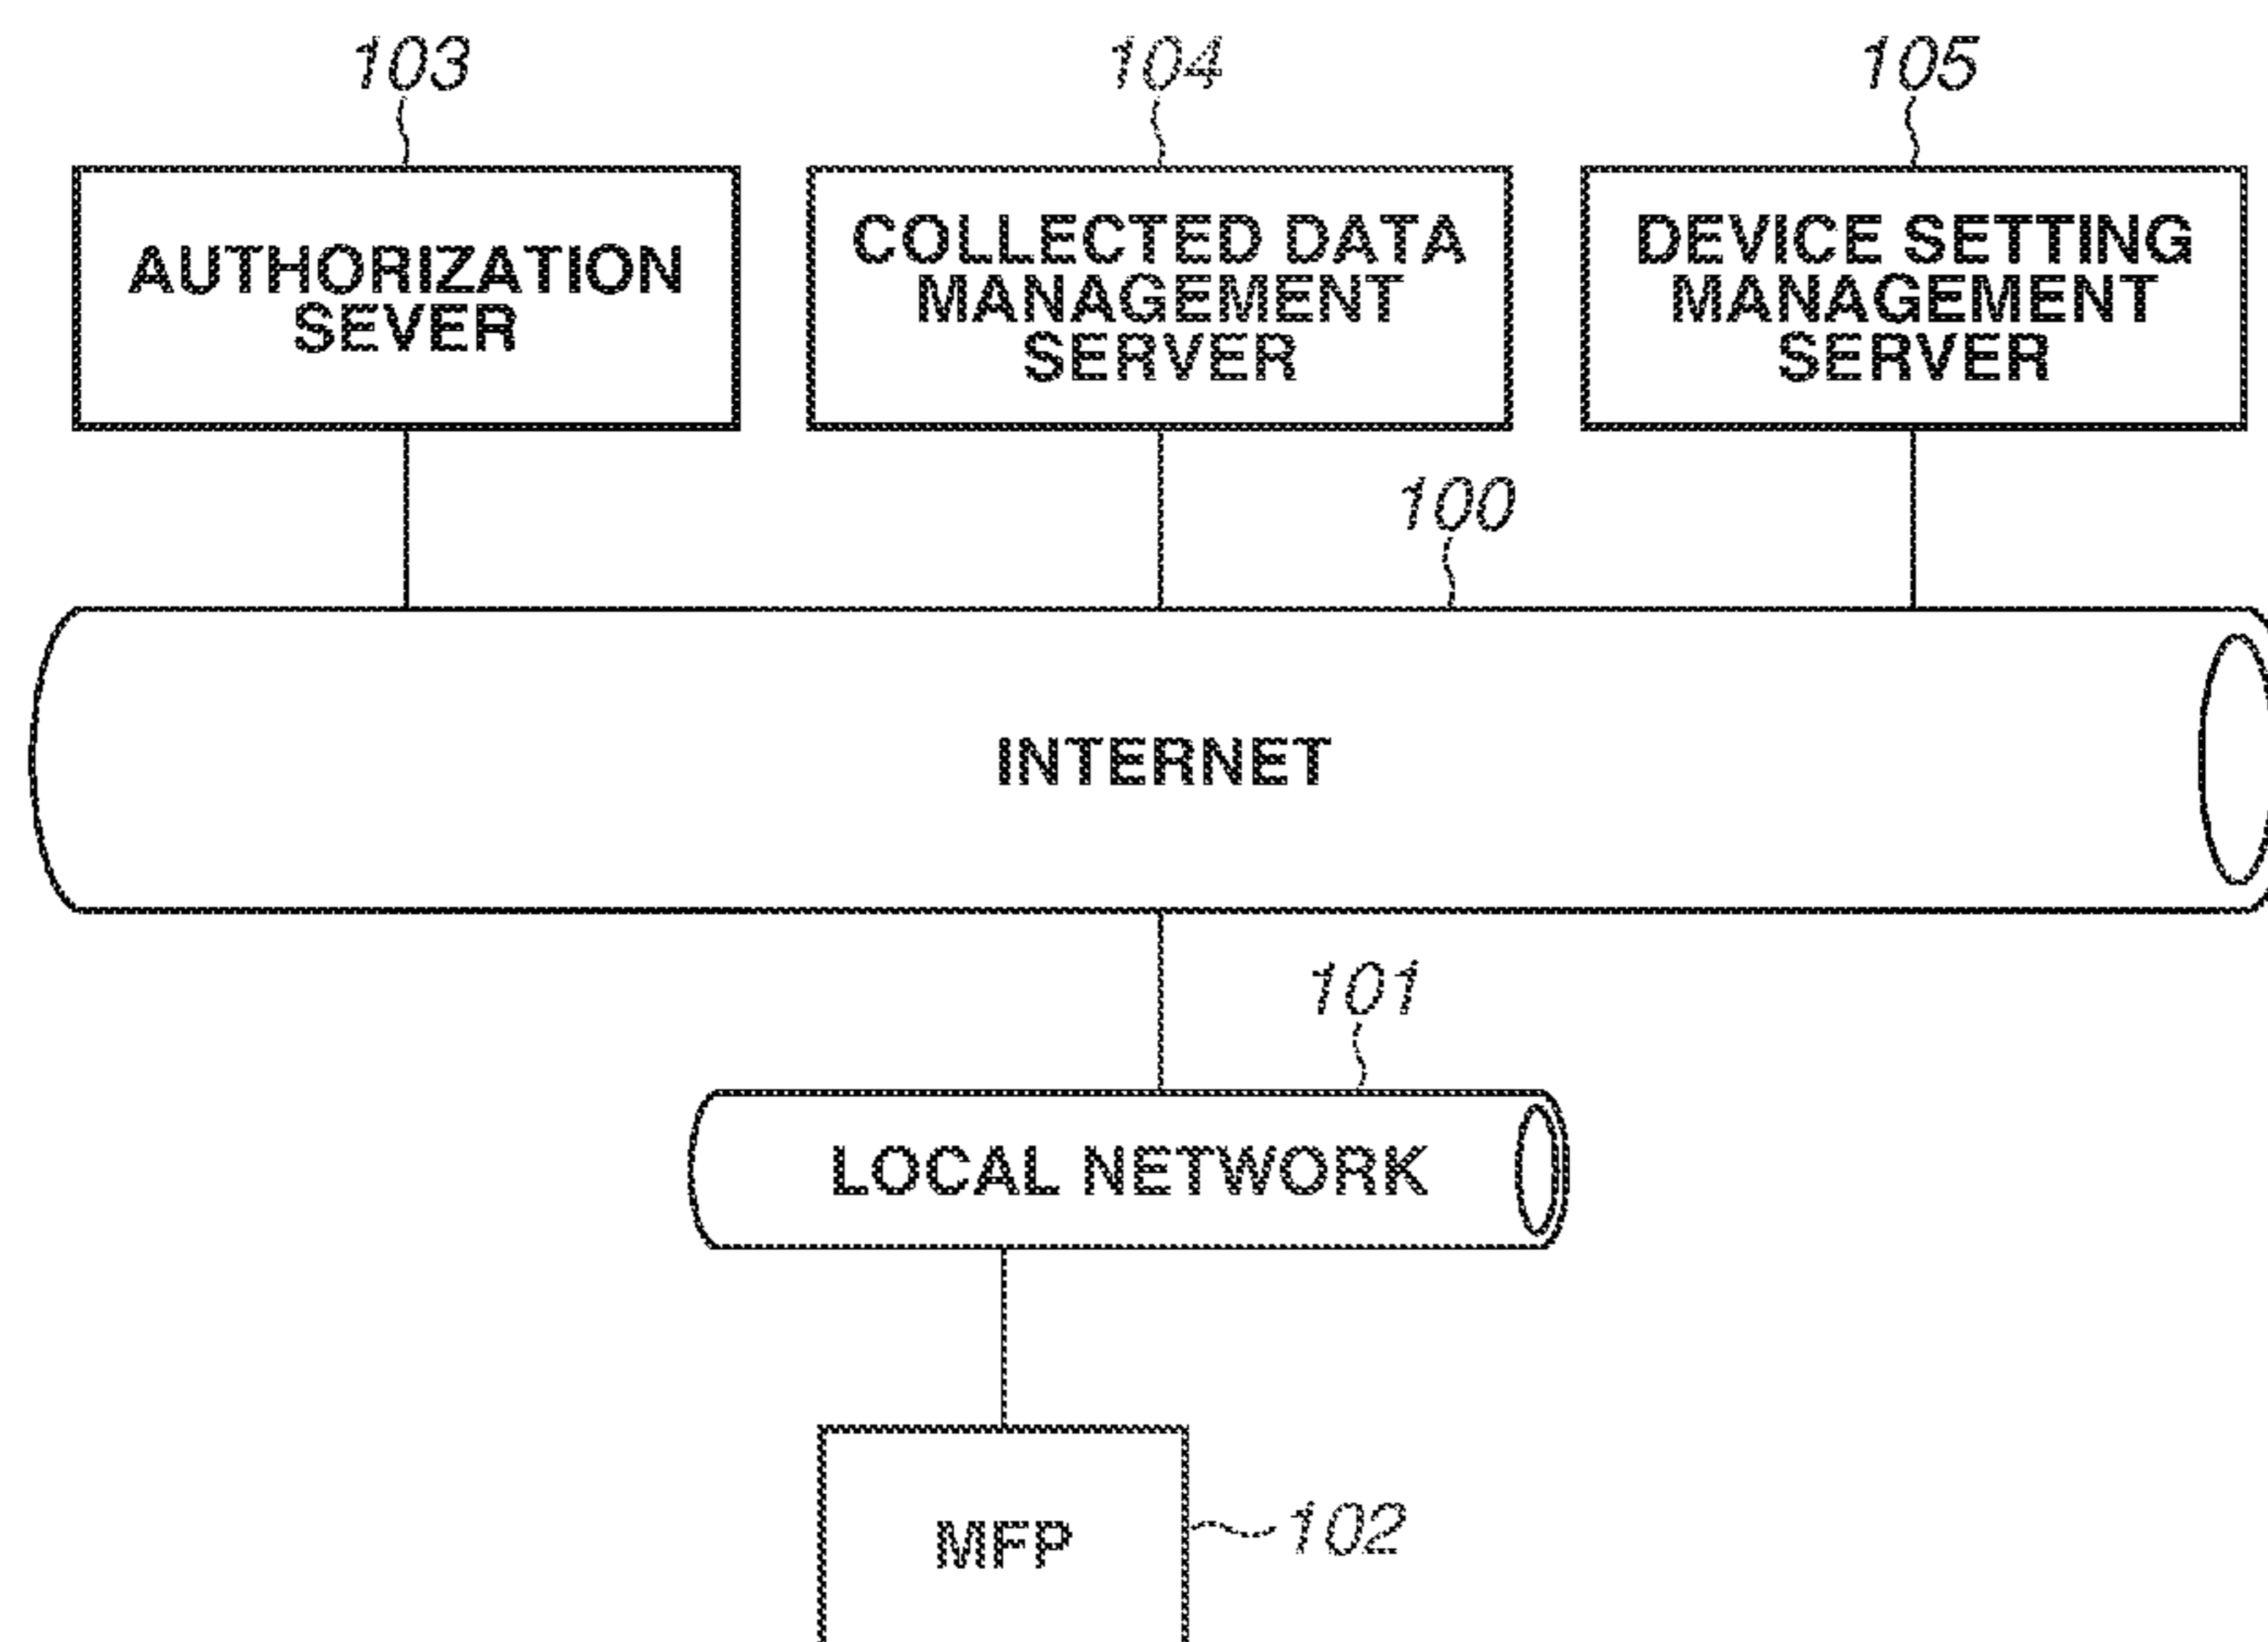 103
104
105
AUTHORIZATION
SEVER
COLLECTED DATA
MANAGEMENT
SERVER
DEVICE SETTING
MANAGEMENT
SERVER
100
INTERNET
101
LOCAL NETWORK
MFP
102